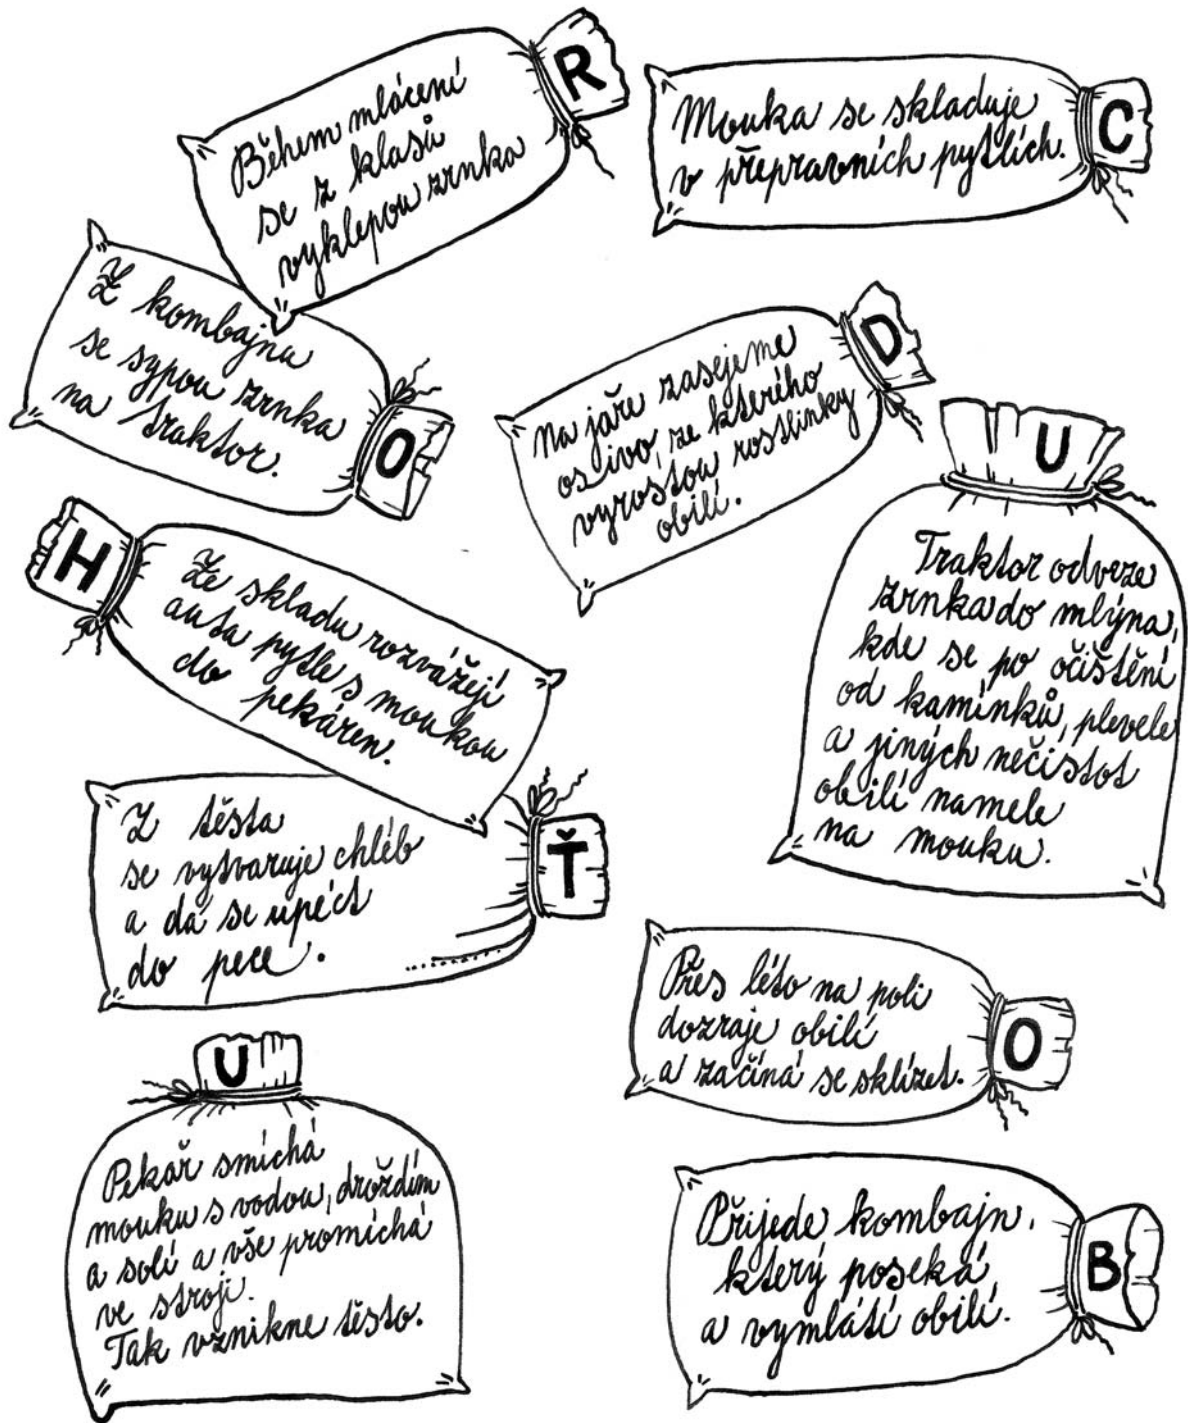 R
Během mlácení
se z klasů
vyklepou zrnka
C
Mouka se skladuje
v přepravních pytlích.
Z kombajnu
se sypou zrnka
na traktor.
O
D
Na jaře zasejeme
osivo, ze kterého
vyrostou rostlinky
obilí.
U
Traktor odveze
zrnka do mlýna,
kde se po očištění
od kamínků, plevele
a jiných nečistot
obilí namele
na mouku.
H
Ze skladu rozvážejí
auta pytle s moukou
do pekáren.
Z těsta
se vytvaruje chléb
a dá se upéct
do pece.
Ť
Přes léto na poli
dozraje obilí
a začíná se sklízet.
O
U
Pekař smíchá
mouku s vodou, droždím
a solí a vše promíchá
ve stroji.
Tak vznikne těsto.
Přijede kombajn,
který poseká
a vymlátí obilí.
B